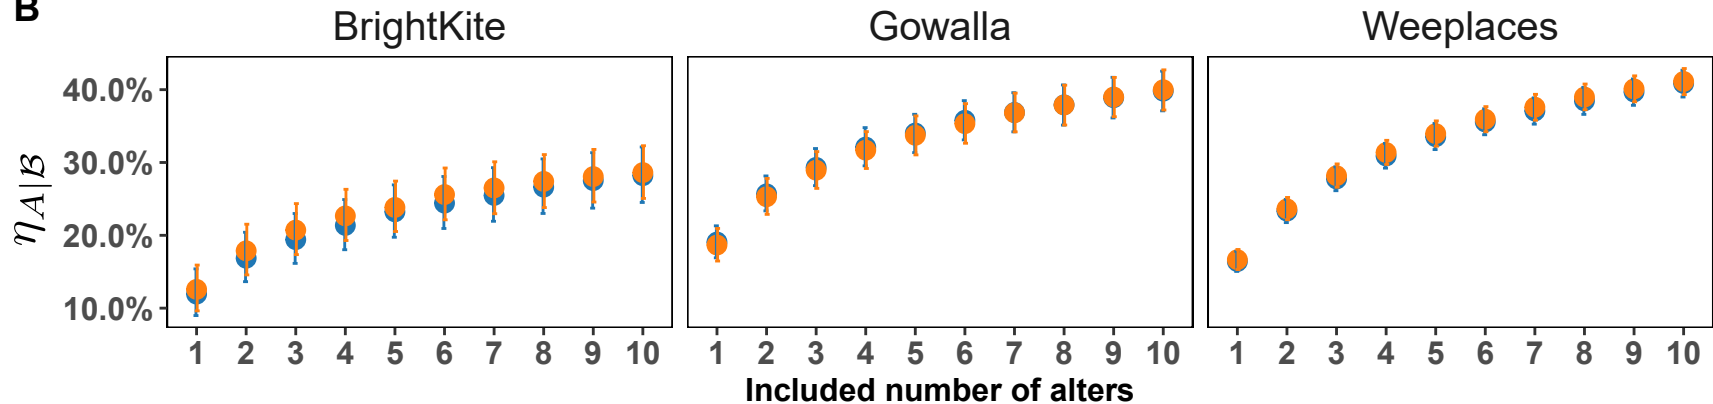 B
BrightKite Gowalla Weeplaces
η_{A|ℬ}
40.0%
30.0%
20.0%
10.0%
1 2 3 4 5 6 7 8 9 10 1 2 3 4 5 6 7 8 9 10 1 2 3 4 5 6 7 8 9 10
Included number of alters